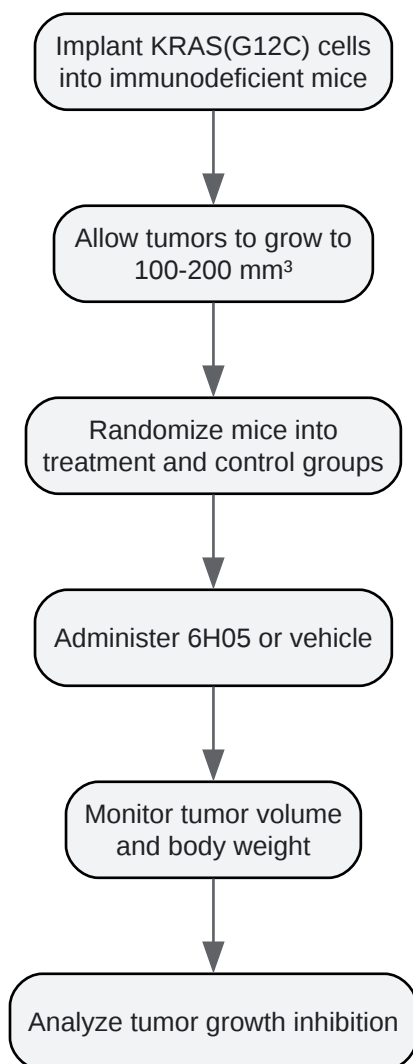 Implant KRAS(G12C) cells
into immunodeficient mice
Allow tumors to grow to
100-200 mm³
Randomize mice into
treatment and control groups
Administer 6H05 or vehicle
Monitor tumor volume
and body weight
Analyze tumor growth inhibition